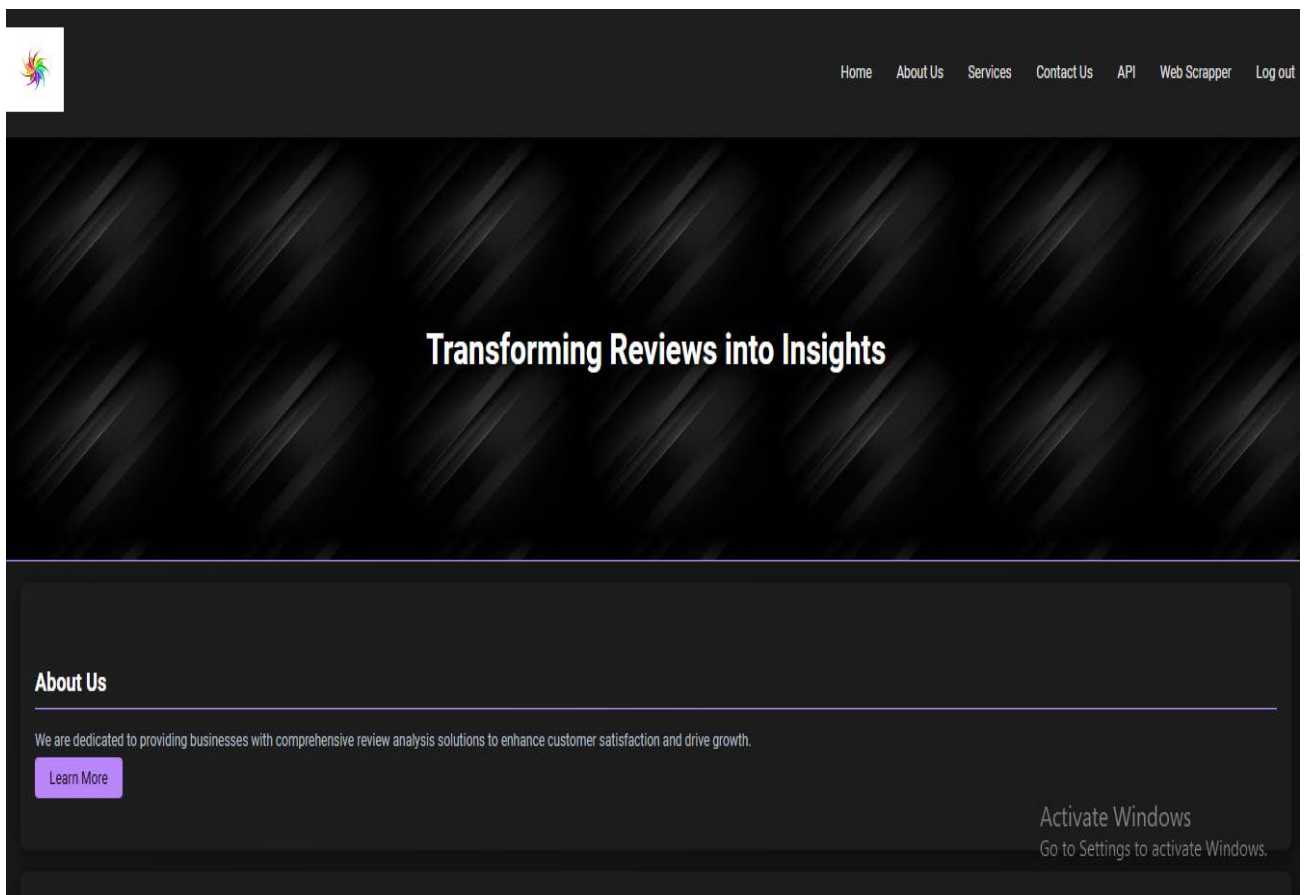 Home About Us Services Contact Us API Web Scrapper Log out
Transforming Reviews into Insights
About Us
We are dedicated to providing businesses with comprehensive review analysis solutions to enhance customer satisfaction and drive growth.
Learn More
Activate Windows
Go to Settings to activate Windows.